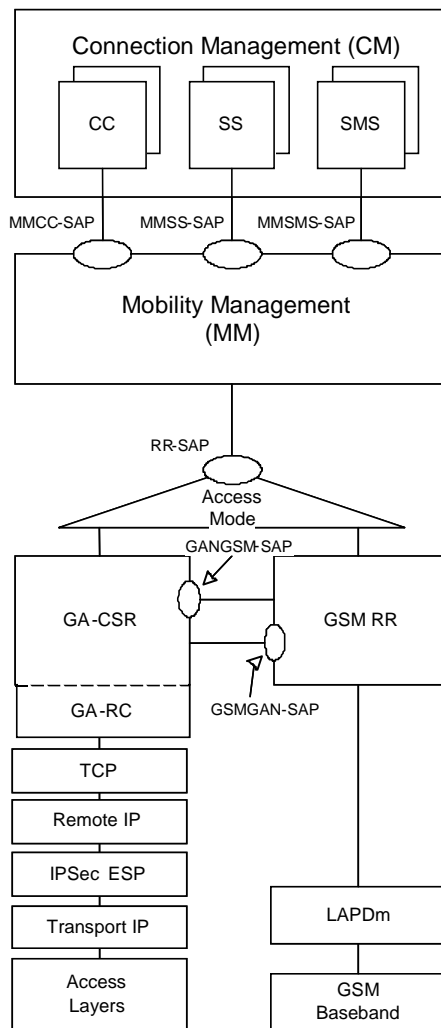 Connection Management (CM)
CC
SS
SMS
MMCC-SAP
MMSS-SAP
MMSMS-SAP
Mobility Management
(MM)
RR-SAP
Access
Mode
GANGSM-SAP
GA-CSR
GSM RR
GA-RC
GSMGAN-SAP
TCP
Remote IP
IPSec ESP
Transport IP
LAPDm
Access
Layers
GSM
Baseband